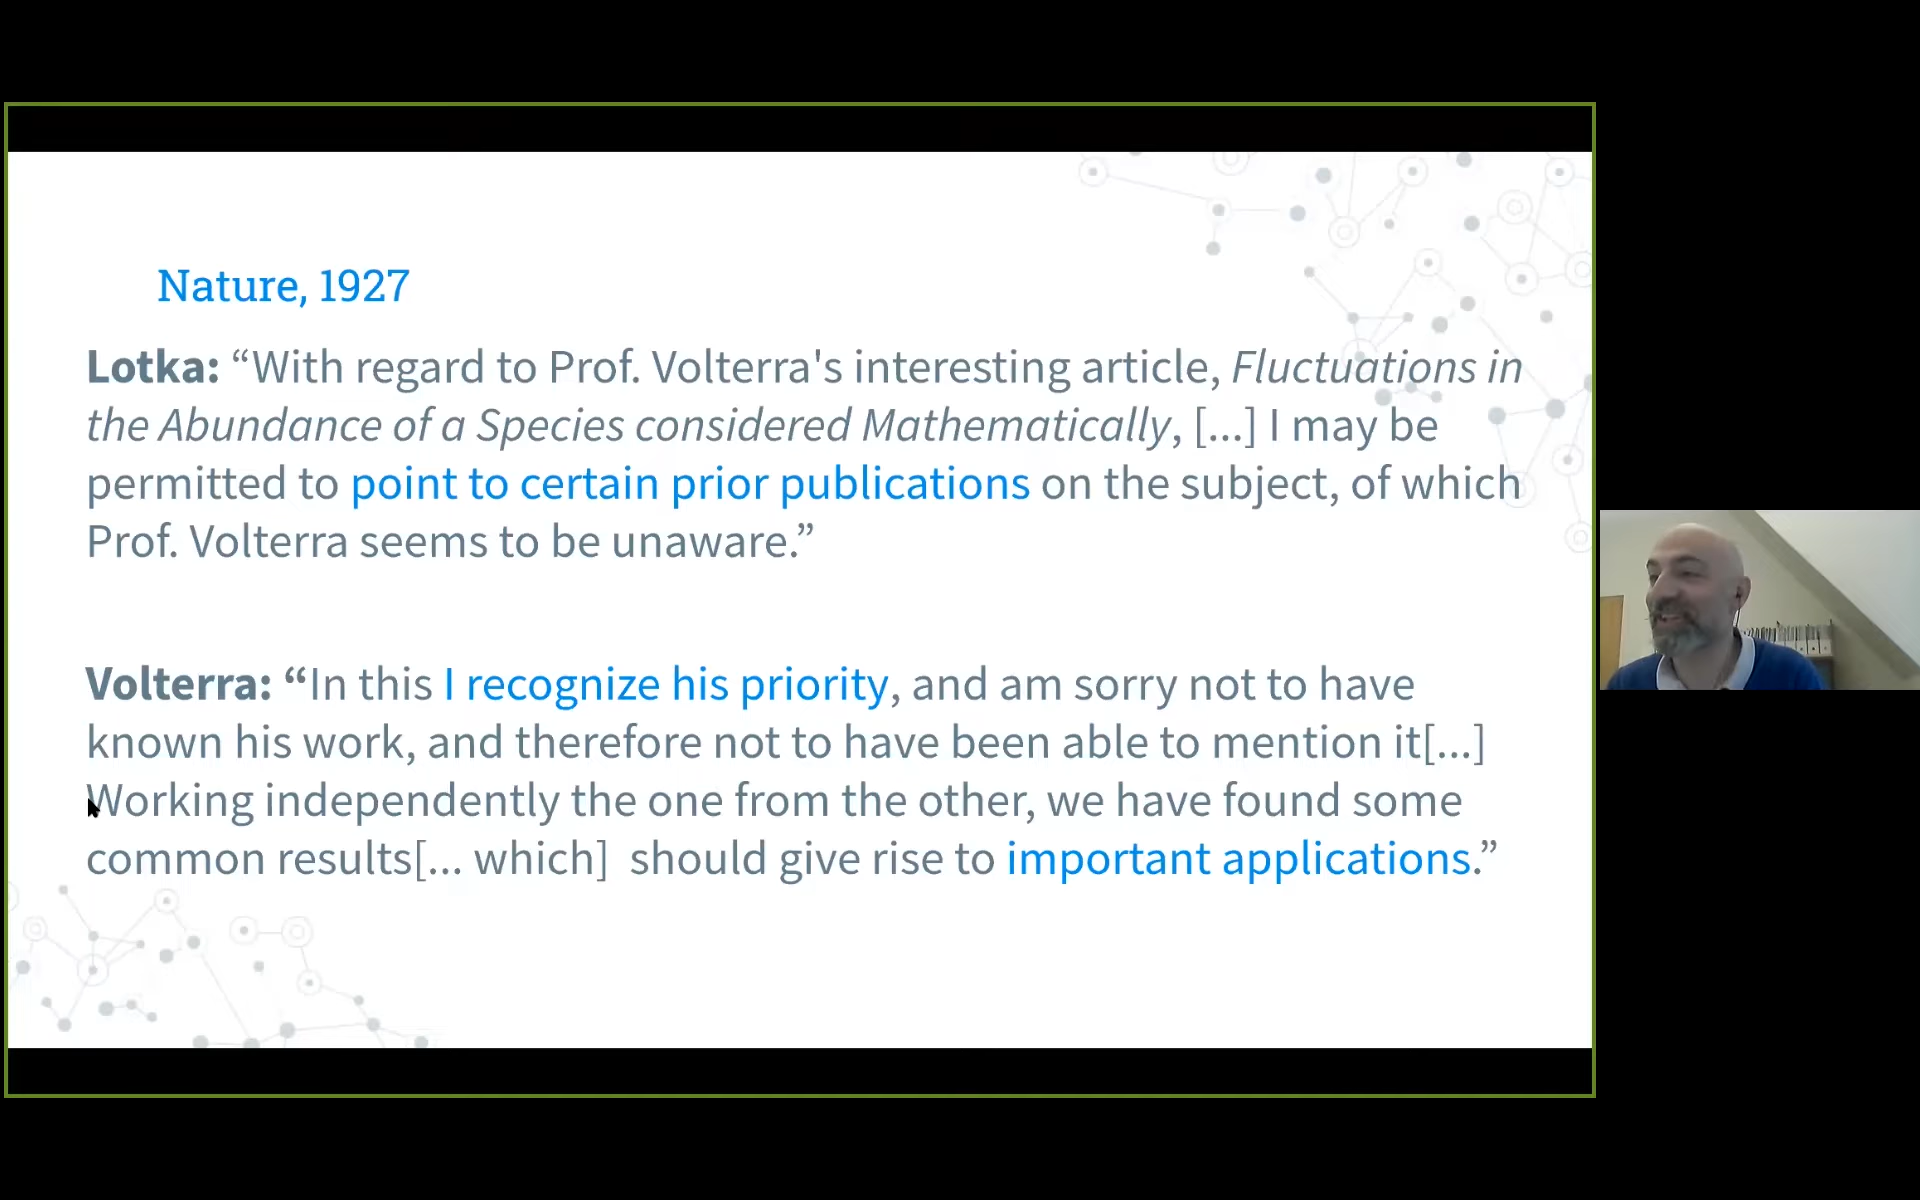 Nature, 1927
Lotka: “With regard to Prof. Volterra's interesting article, Fluctuations in
the Abundance of a Species considered Mathematically, [...] I may be
permitted to point to certain prior publications on the subject, of which
Prof. Volterra seems to be unaware.”
Volterra: “In this I recognize his priority, and am sorry not to have
known his work, and therefore not to have been able to mention it[...]
Working independently the one from the other, we have found some
common results[... which]  should give rise to important applications.”